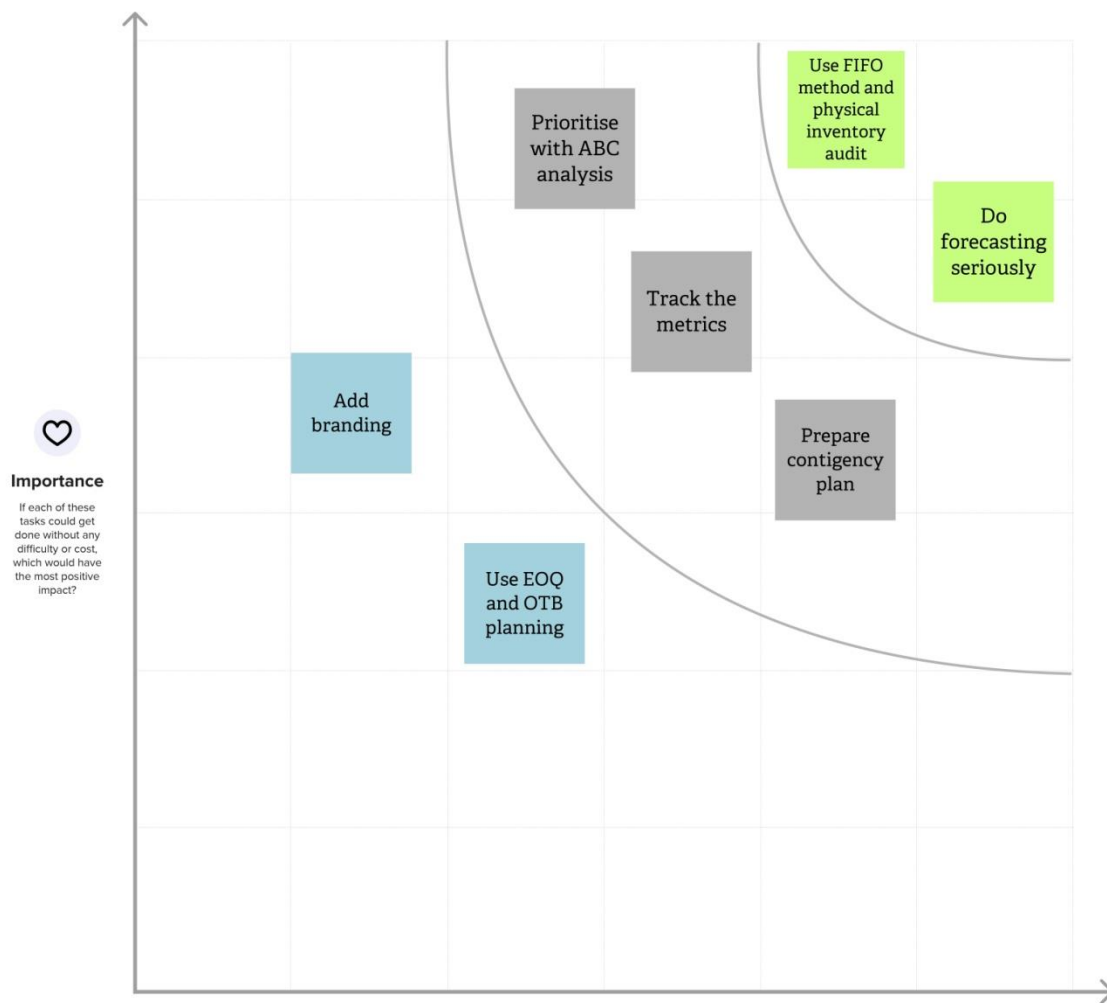 Use FIFO
method and
physical
inventory
audit
Prioritise
with ABC
analysis
Do
forecasting
seriously
Track the
metrics
Add
branding
Prepare
contigency
plan
Importance
If each of these
tasks could get
done without any
difficulty or cost,
which would have
the most positive
impact?
Use EOQ
and OTB
planning